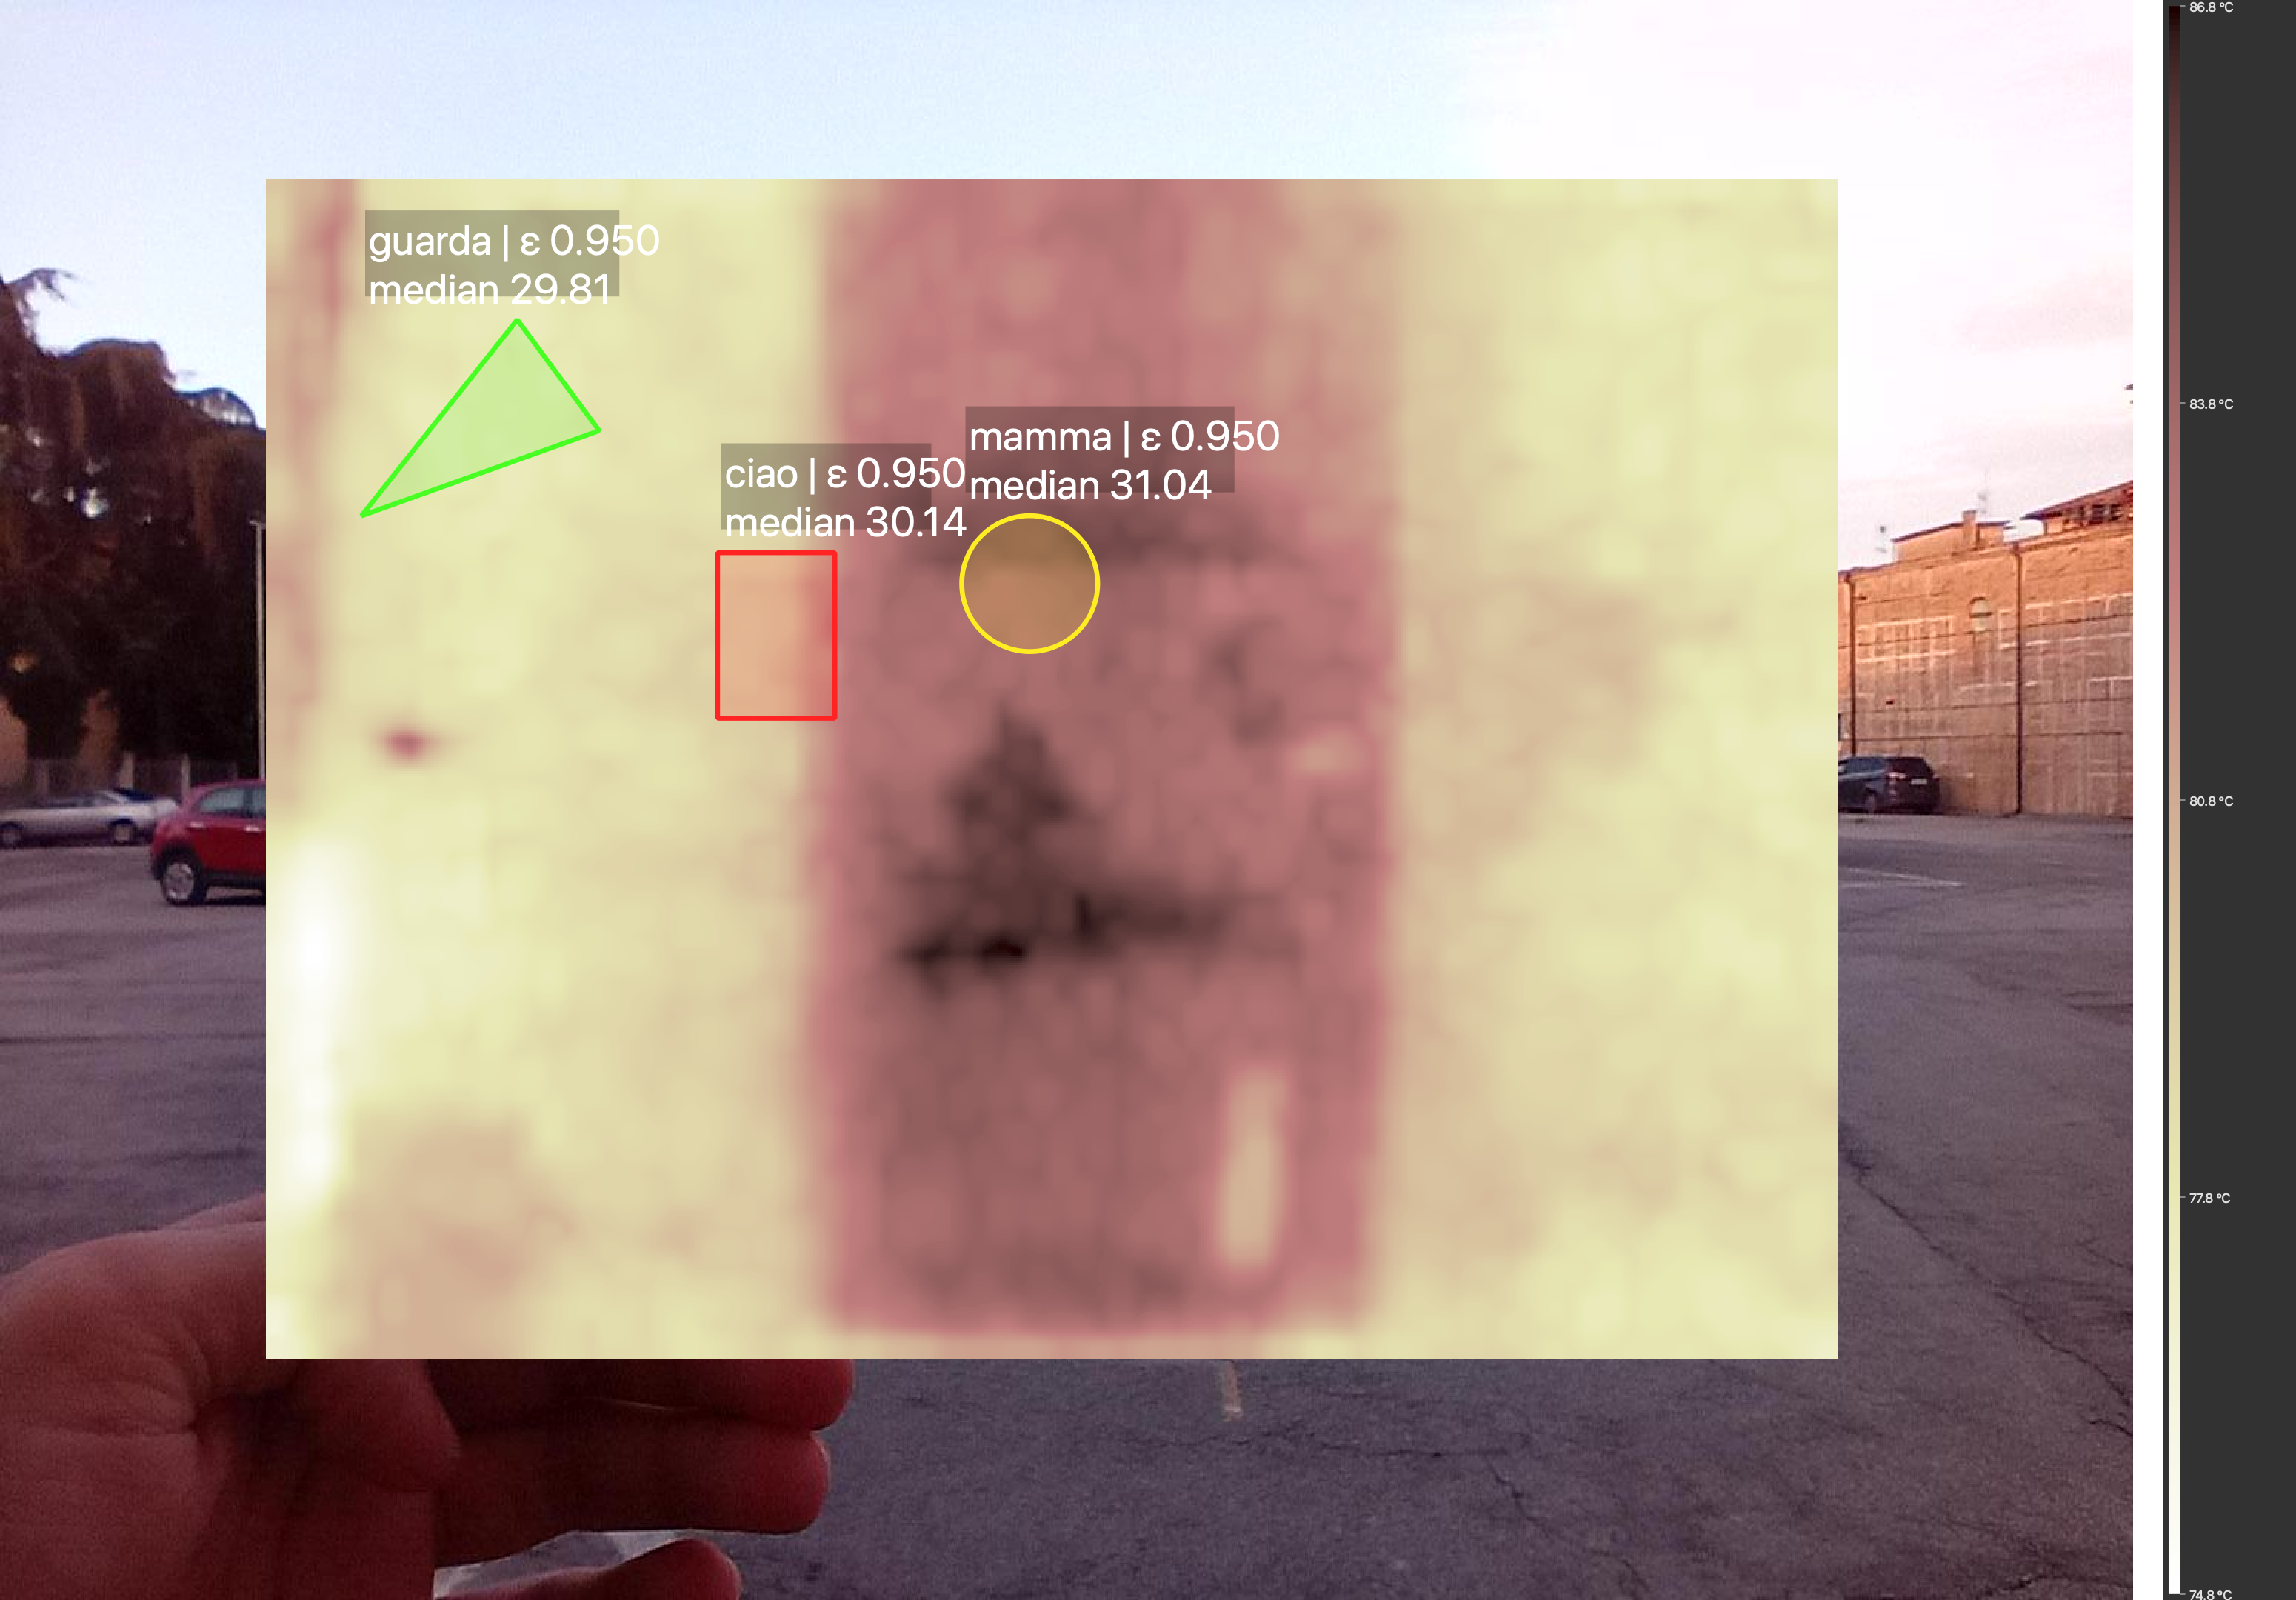 guarda | ε 0.950
median 29.81
ciao | ε 0.950
median 30.14
mamma | ε 0.950
median 31.04
86.8 °C
83.8 °C
80.8 °C
77.8 °C
74.8 °C